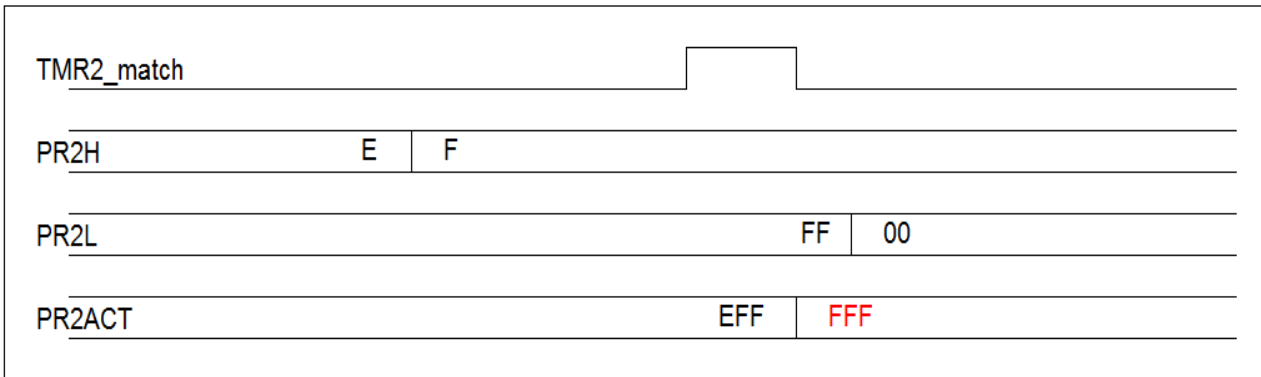 TMR2_match
PR2H E F
PR2L FF 00
PR2ACT EFF FFF